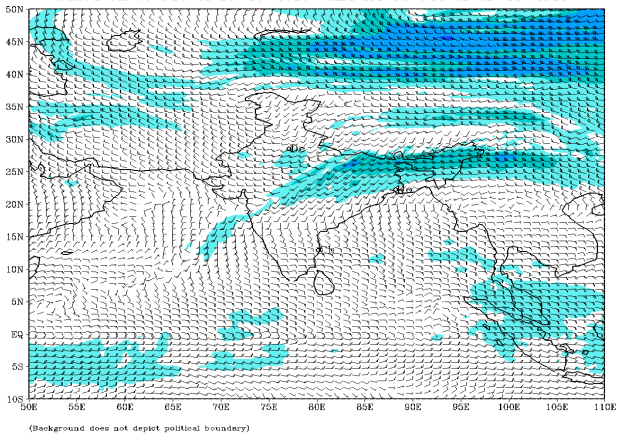 50N
45N
40N
35N
30N
25N
20N
15N
10N
5N
EQ
5S
10S
50E 55E 60E 65E 70E 75E 80E 85E 90E 95E 100E 105E 110E
(Background does not depict political boundary)